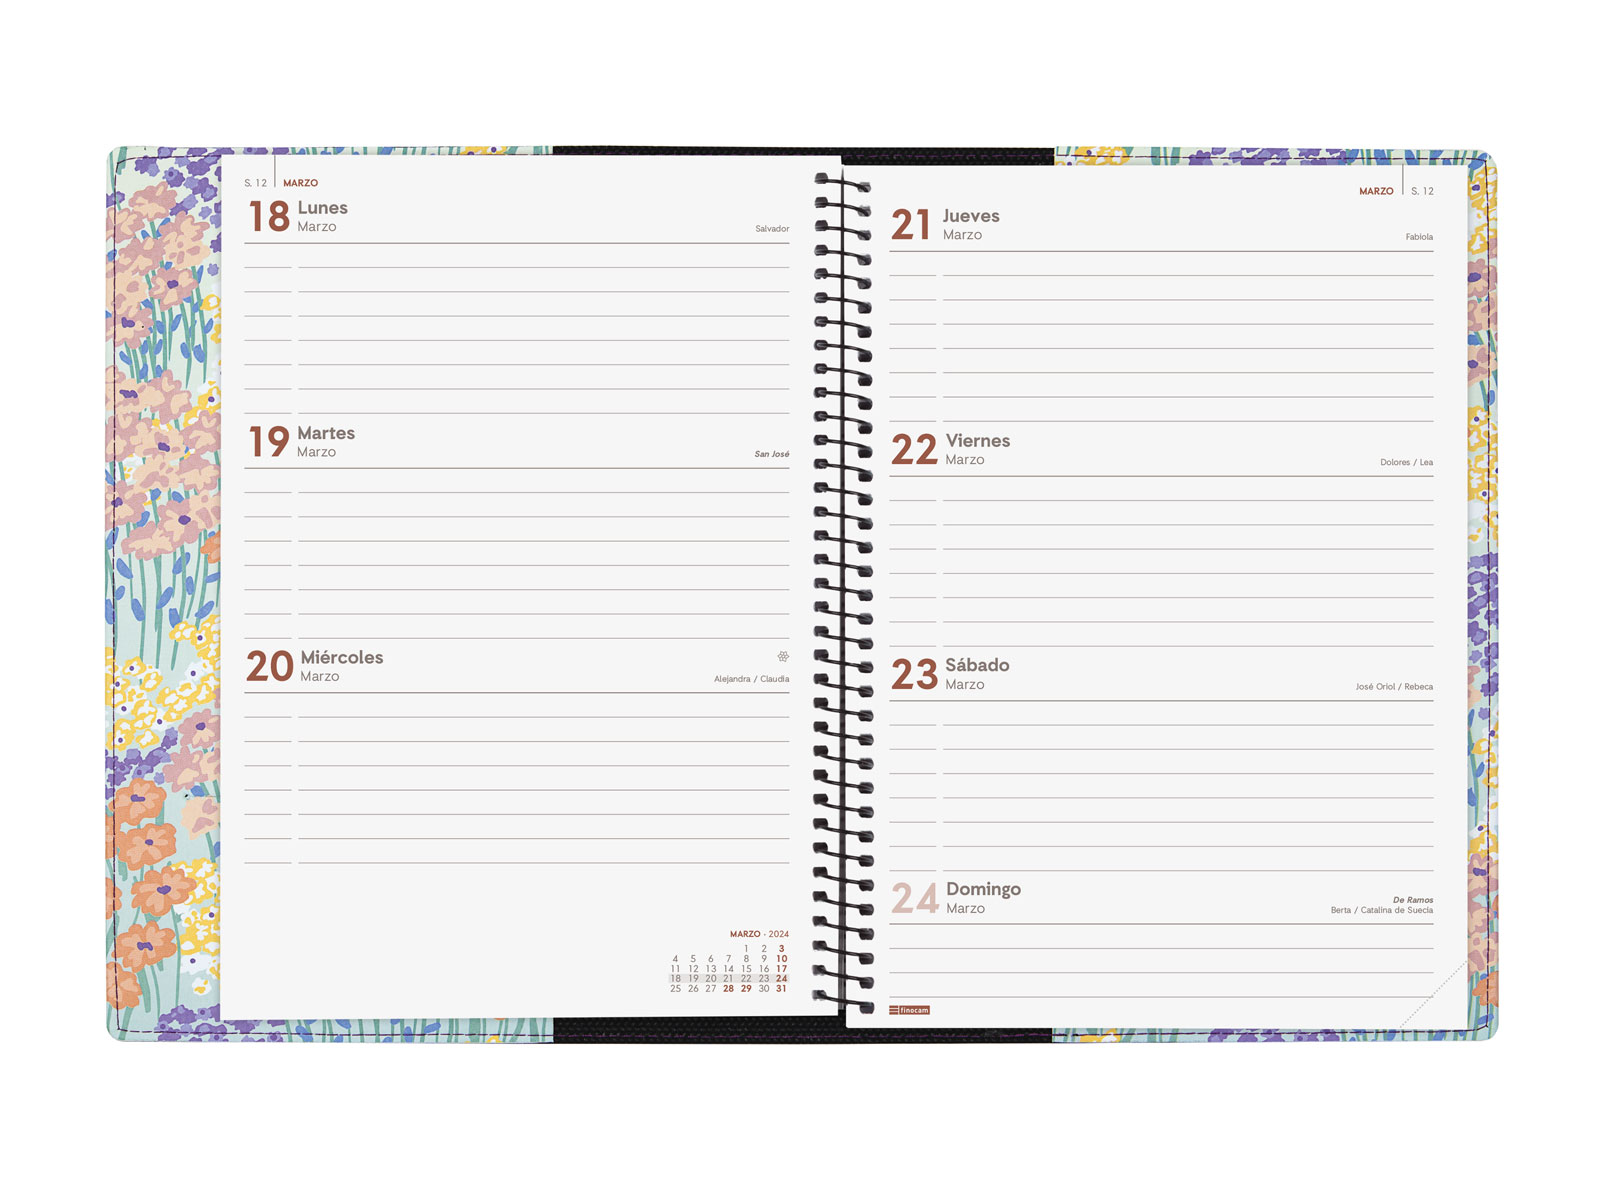 S. 12 MARZO
18 Lunes
Marzo
Salvador
19 Martes
Marzo
San José
20 Miércoles
Marzo
Alejandra / Claudia
MARZO · 2024
1 2 3
4 5 6 7 8 9 10
11 12 13 14 15 16 17
18 19 20 21 22 23 24
25 26 27 28 29 30 31
MARZO S. 12
21 Jueves
Marzo
Fabiola
22 Viernes
Marzo
Dolores / Lea
23 Sábado
Marzo
José Oriol / Rebeca
24 Domingo
Marzo
De Ramos
Berta / Catalina de Suecia
finocam